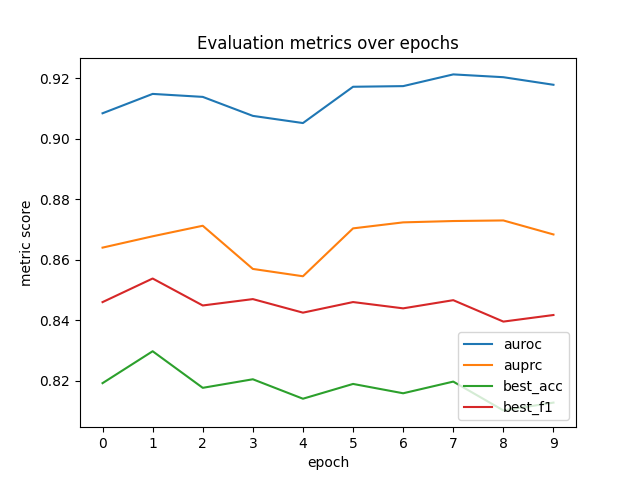 Evaluation metrics over epochs
metric score
0.92
0.90
0.88
0.86
0.84
0.82
auroc
auprc
best_acc
best_f1
0 1 2 3 4 5 6 7 8 9
epoch